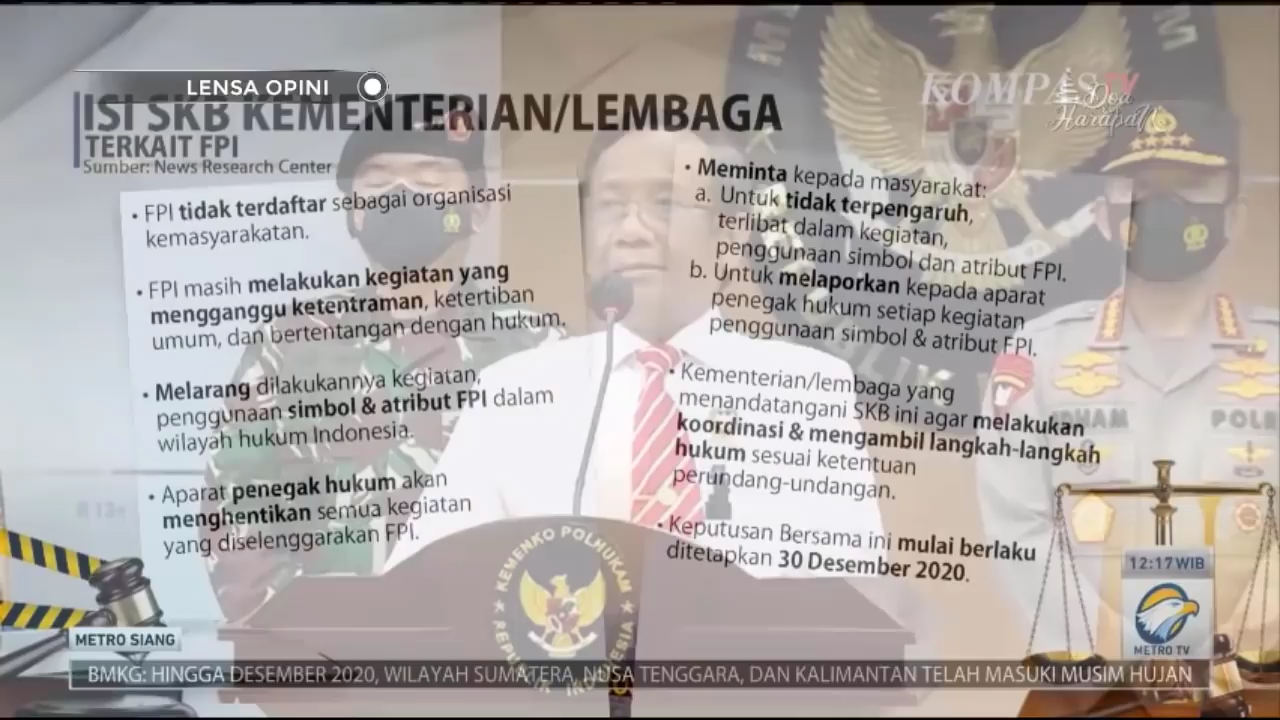 LENSA OPINI
KOMPAS TV
Doa
Harapan
ISI SKB KEMENTERIAN/LEMBAGA
TERKAIT FPI
Sumber: News Research Center
• FPI tidak terdaftar sebagai organisasi
kemasyarakatan.
• FPI masih melakukan kegiatan yang
mengganggu ketentraman, ketertiban
umum, dan bertentangan dengan hukum.
• Melarang dilakukannya kegiatan,
penggunaan simbol & atribut FPI dalam
wilayah hukum Indonesia.
• Aparat penegak hukum akan
menghentikan semua kegiatan
yang diselenggarakan FPI.
• Meminta kepada masyarakat:
a. Untuk tidak terpengaruh,
terlibat dalam kegiatan,
penggunaan simbol dan atribut FPI.
b. Untuk melaporkan kepada aparat
penegak hukum setiap kegiatan
penggunaan simbol & atribut FPI.
• Kementerian/lembaga yang
menandatangani SKB ini agar melakukan
koordinasi & mengambil langkah-langkah
hukum sesuai ketentuan
perundang-undangan.
• Keputusan Bersama ini mulai berlaku
ditetapkan 30 Desember 2020.
KEMENKO POLHUKAM
REPUBLIK INDONESIA
12:17 WIB
METRO TV
METRO SIANG
BMKG: HINGGA DESEMBER 2020, WILAYAH SUMATERA, NUSA TENGGARA, DAN KALIMANTAN TELAH MASUKI MUSIM HUJAN